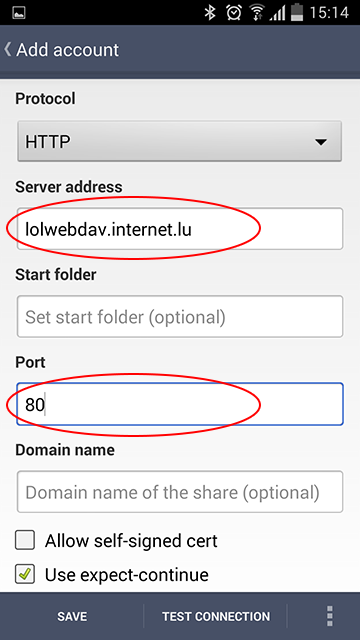 15:14
Add account
Protocol
HTTP
Server address
lolwebdav.internet.lu
Start folder
Set start folder (optional)
Port
80
Domain name
Domain name of the share (optional)
Allow self-signed cert
Use expect-continue
SAVE TEST CONNECTION